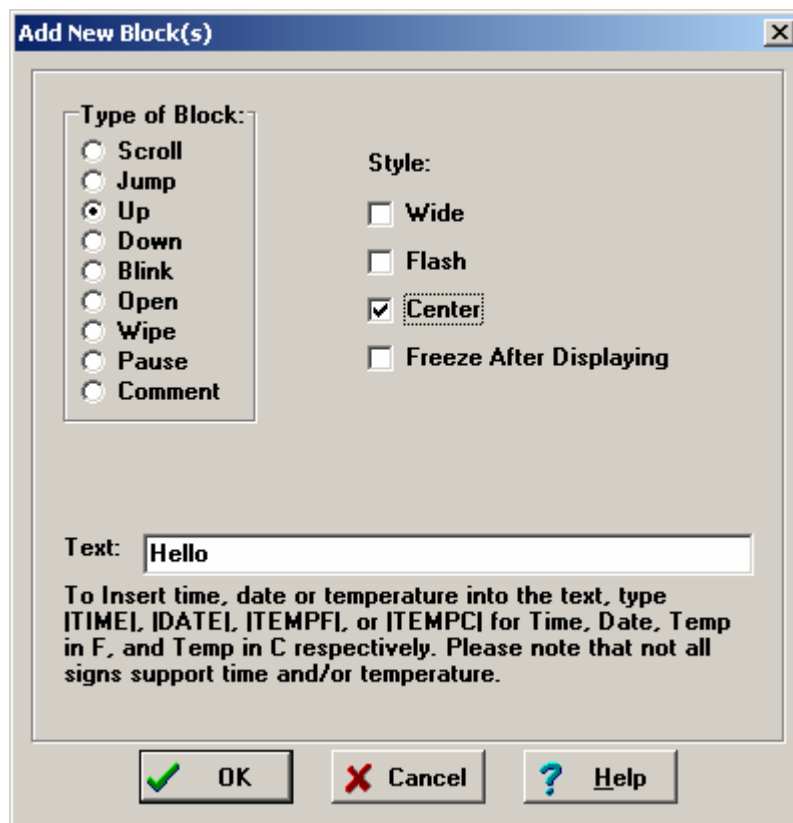 Add New Block(s)
Type of Block:
Scroll
Jump
Up
Down
Blink
Open
Wipe
Pause
Comment
Style:
Wide
Flash
Center
Freeze After Displaying
Text: Hello
To Insert time, date or temperature into the text, type
|TIME|, |DATE|, |TEMPF|, or |TEMPC| for Time, Date, Temp
in F, and Temp in C respectively. Please note that not all
signs support time and/or temperature.
OK
Cancel
Help